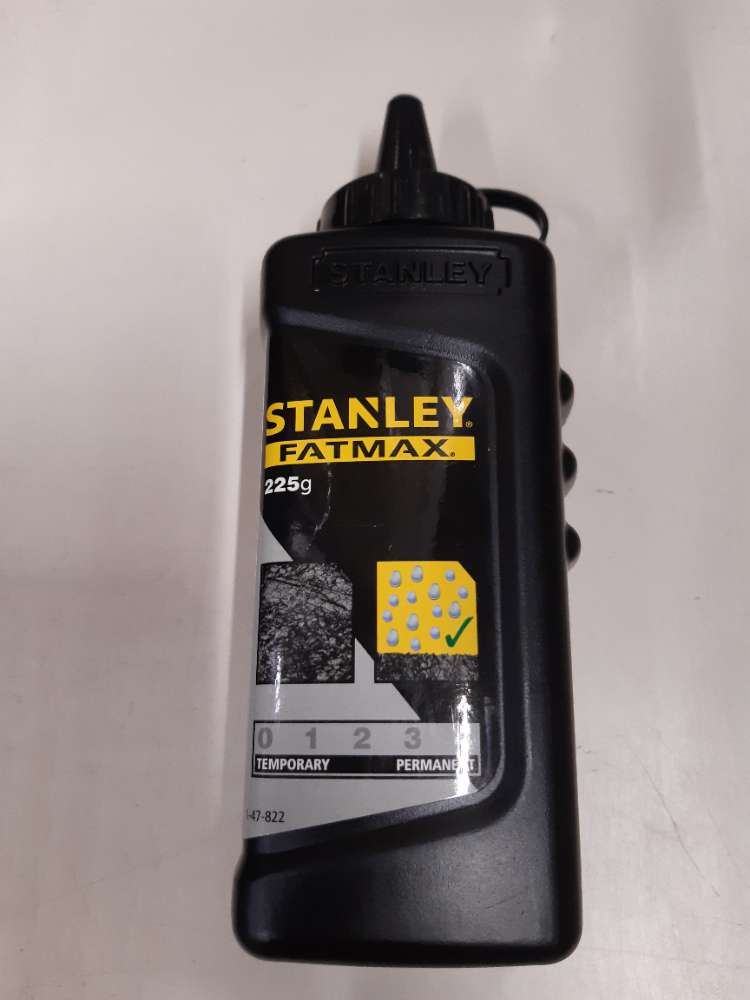 STANLEY
STANLEY®
FATMAX®
225g
0 1 2 3
TEMPORARY PERMANENT
-47-822